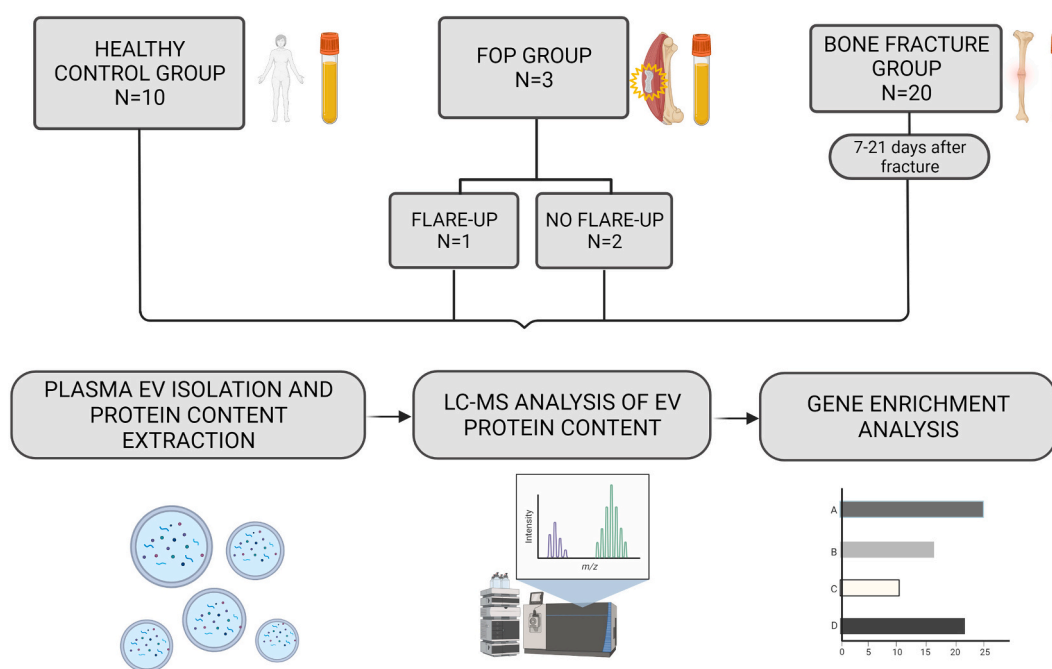 HEALTHY
CONTROL GROUP
N=10
FOP GROUP
N=3
BONE FRACTURE
GROUP
N=20
7-21 days after
fracture
FLARE-UP
N=1
NO FLARE-UP
N=2
PLASMA EV ISOLATION AND
PROTEIN CONTENT
EXTRACTION
LC-MS ANALYSIS OF EV
PROTEIN CONTENT
GENE ENRICHMENT
ANALYSIS
Intensity
m/z
A
B
C
D
0 5 10 15 20 25